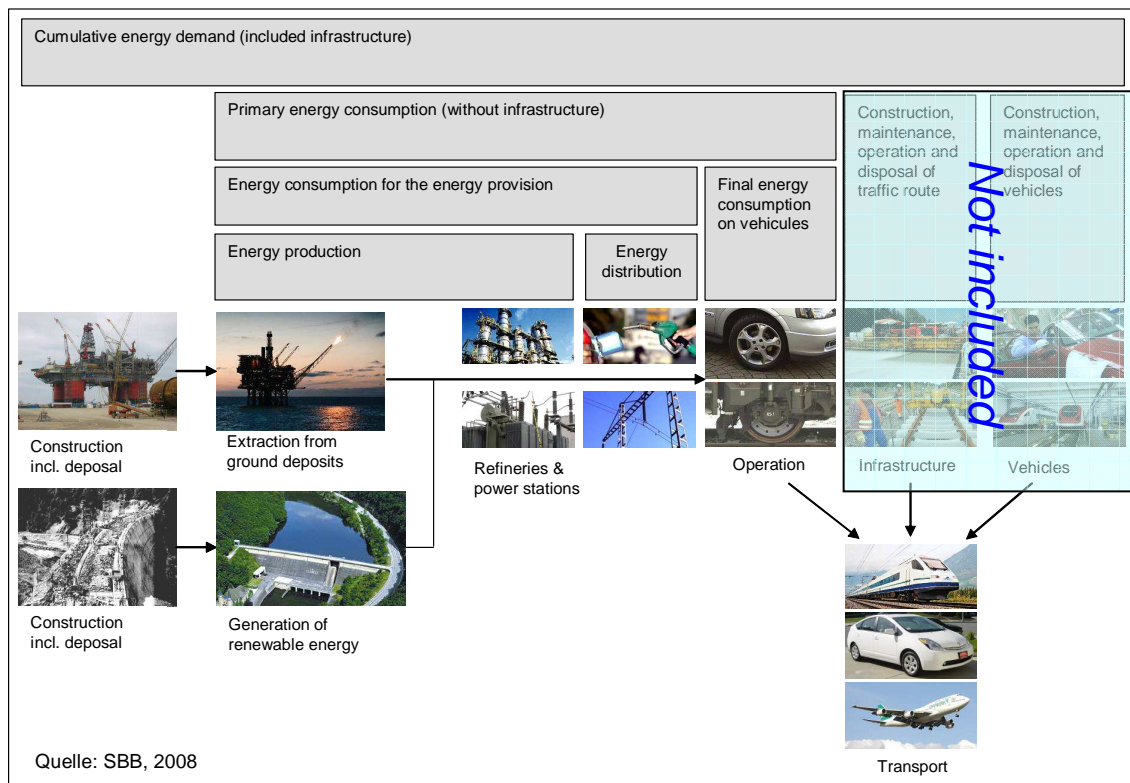 Cumulative energy demand (included infrastructure)
Primary energy consumption (without infrastructure)
Construction,
maintenance,
operation and
disposal of
traffic route
Construction,
maintenance,
operation and
disposal of
vehicles
Not included
Energy consumption for the energy provision
Final energy
consumption
on vehicules
Energy production
Energy
distribution
Construction
incl. deposal
Extraction from
ground deposits
Refineries &
power stations
Operation
Infrastructure
Vehicles
Construction
incl. deposal
Generation of
renewable energy
Transport
Quelle: SBB, 2008